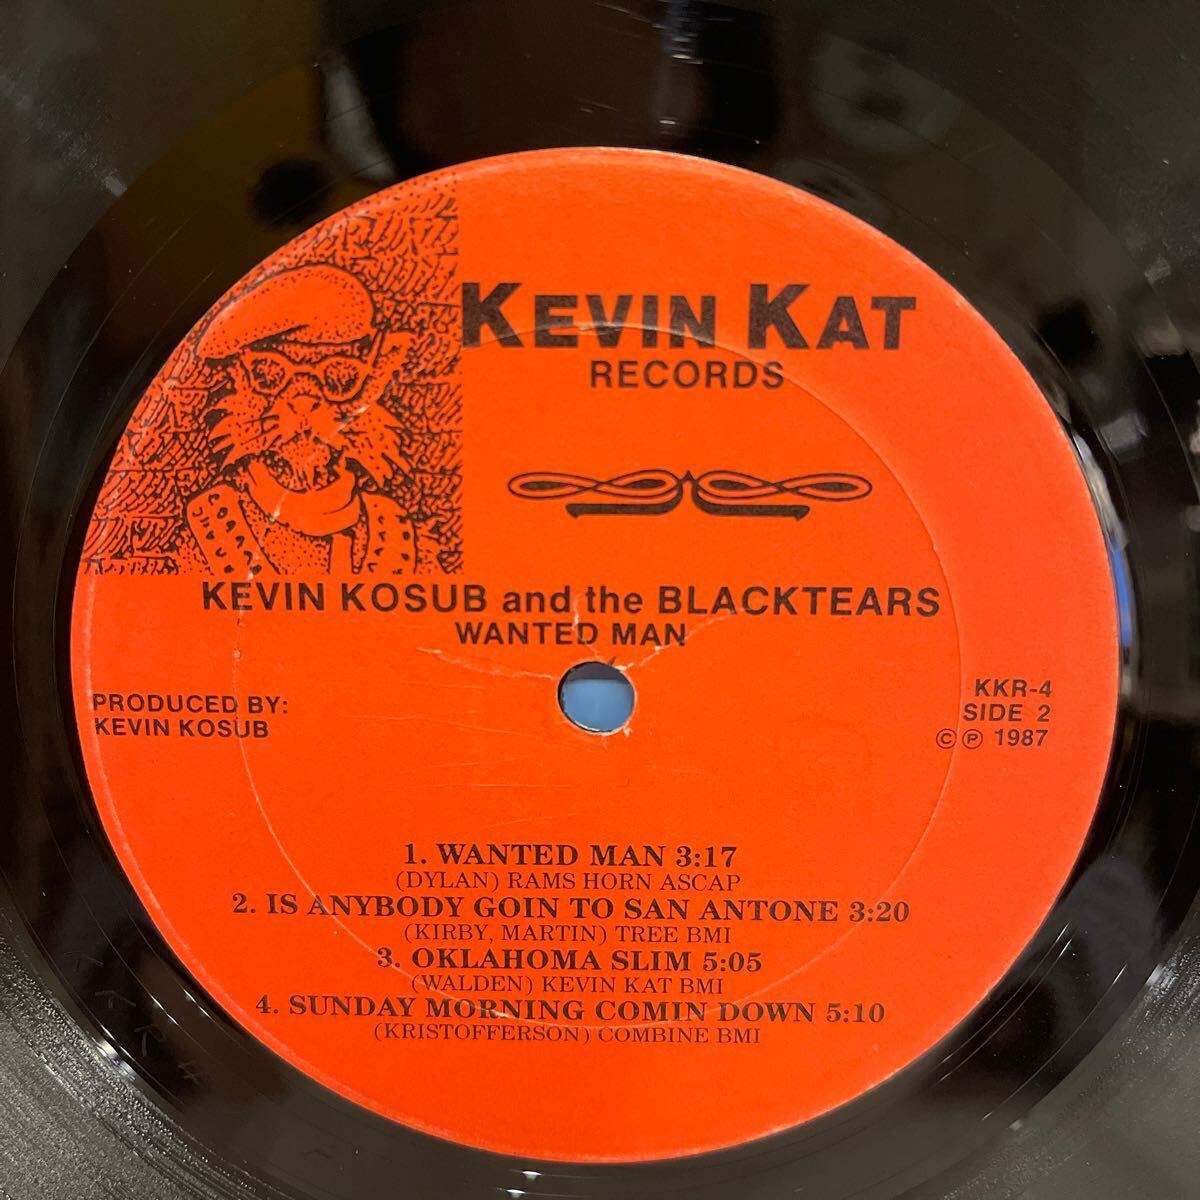 KEVIN KAT
RECORDS
KEVIN KOSUB and the BLACKTEARS
WANTED MAN
PRODUCED BY:
KEVIN KOSUB
KKR-4
SIDE 2
© ℗ 1987
1. WANTED MAN 3:17
(DYLAN) RAMS HORN ASCAP
2. IS ANYBODY GOIN TO SAN ANTONE 3:20
(KIRBY, MARTIN) TREE BMI
3. OKLAHOMA SLIM 5:05
(WALDEN) KEVIN KAT BMI
4. SUNDAY MORNING COMIN DOWN 5:10
(KRISTOFFERSON) COMBINE BMI